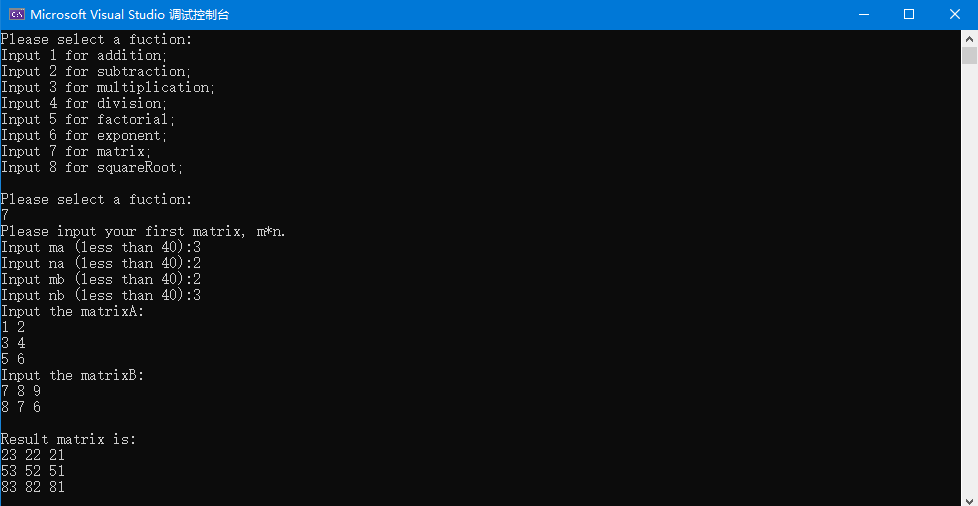 Microsoft Visual Studio 调试控制台
Please select a fuction:
Input 1 for addition;
Input 2 for subtraction;
Input 3 for multiplication;
Input 4 for division;
Input 5 for factorial;
Input 6 for exponent;
Input 7 for matrix;
Input 8 for squareRoot;
Please select a fuction:
7
Please input your first matrix, m*n.
Input ma (less than 40):3
Input na (less than 40):2
Input mb (less than 40):2
Input nb (less than 40):3
Input the matrixA:
1 2
3 4
5 6
Input the matrixB:
7 8 9
8 7 6
Result matrix is:
23 22 21
53 52 51
83 82 81